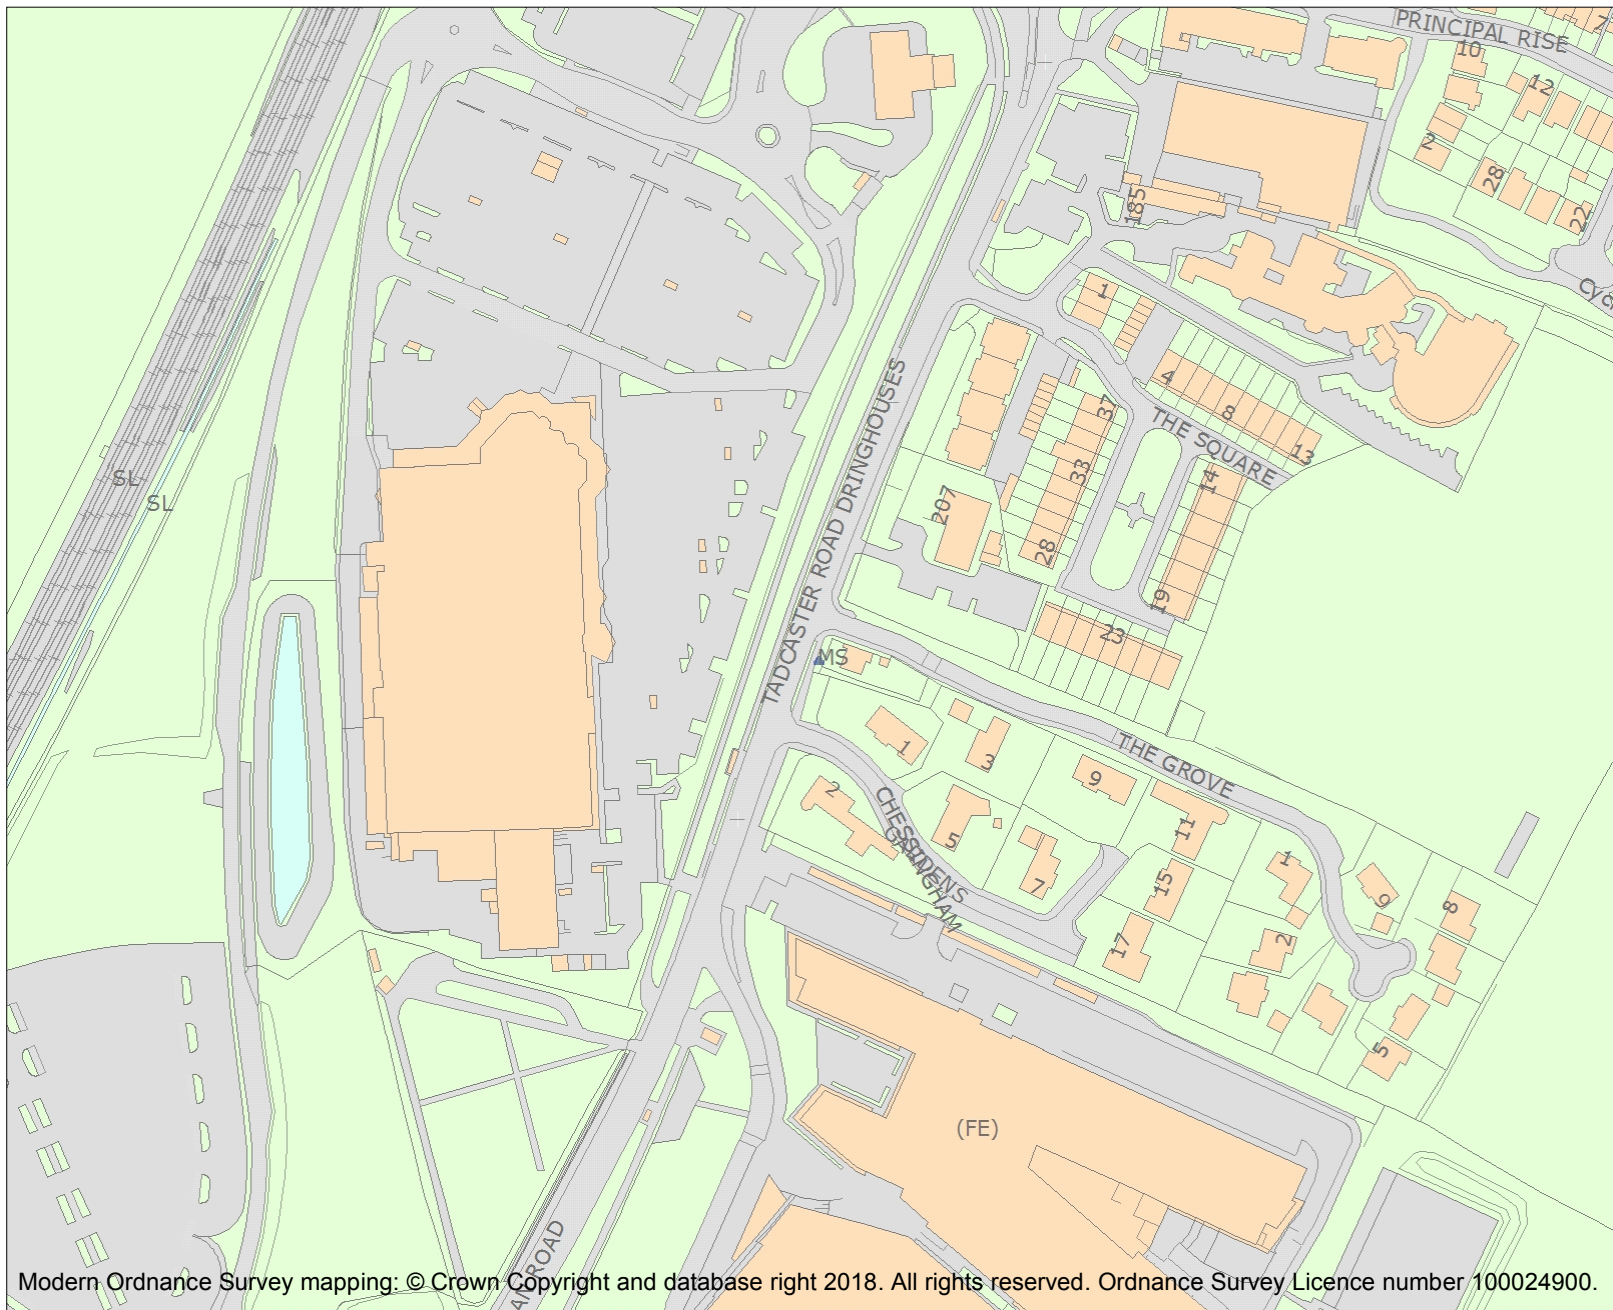 PRINCIPAL RISE
7
10
12
2
28
22
185
Cyc
1
TADCASTER ROAD DRINGHOUSES
4
8
13
THE SQUARE
37
33
28
14
19
207
23
SL
SL
MS
THE GROVE
1
3
9
2
CHESSINGHAM
GARDENS
5
7
11
15
17
1
2
9
8
5
(FE)
ROAD
Modern Ordnance Survey mapping: © Crown Copyright and database right 2018. All rights reserved. Ordnance Survey Licence number 100024900.